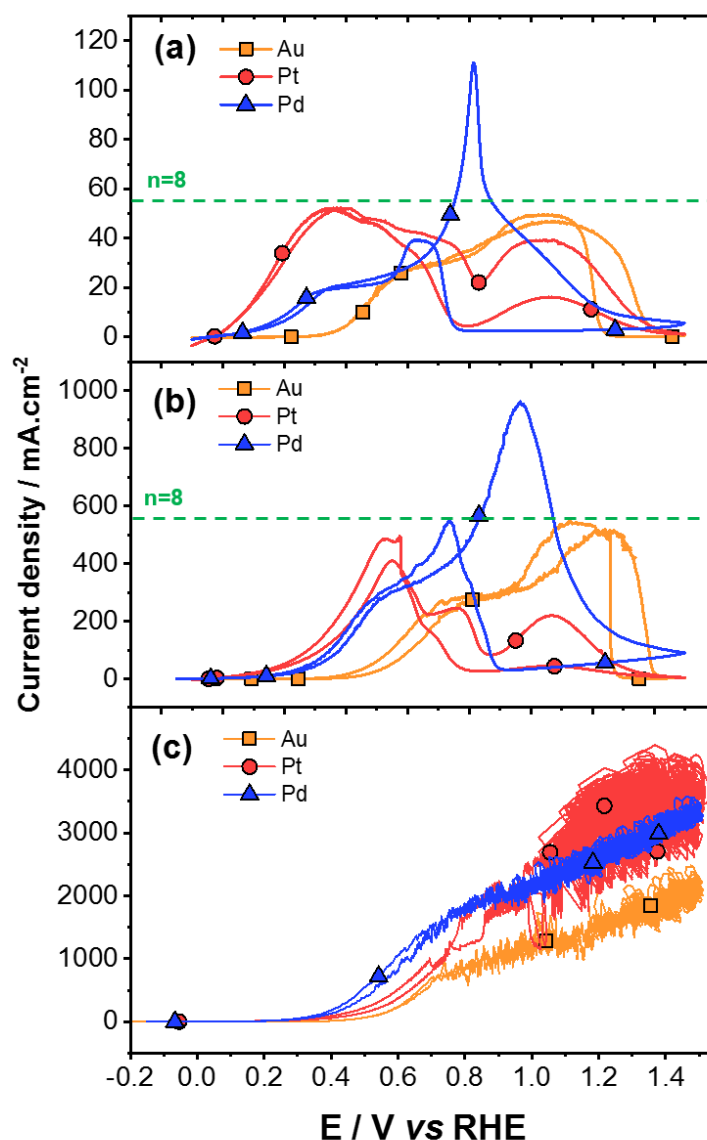 (a)
Au
Pt
Pd
n=8
120
100
80
60
40
20
0
(b)
Au
Pt
Pd
n=8
1000
800
600
400
200
0
Current density / mA.cm⁻²
(c)
Au
Pt
Pd
4000
3000
2000
1000
0
-0.2 0.0 0.2 0.4 0.6 0.8 1.0 1.2 1.4
E / V vs RHE